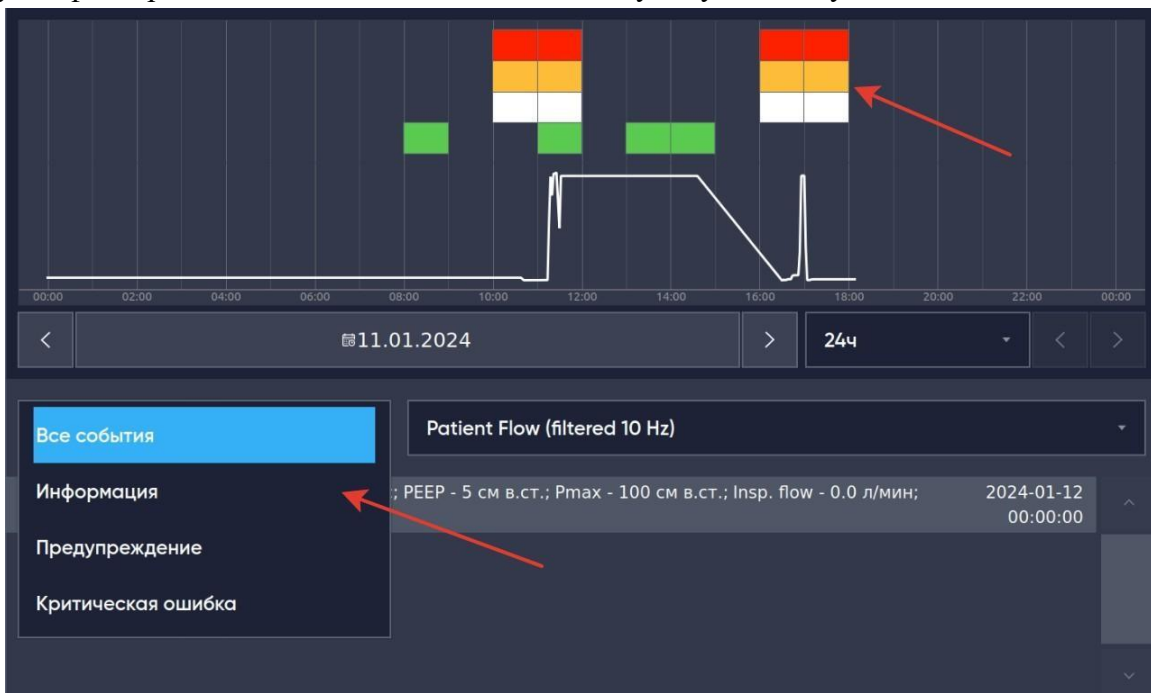 00:00 02:00 04:00 06:00 08:00 10:00 12:00 14:00 16:00 18:00 20:00 22:00 00:00
11.01.2024
24ч
Все события
Patient Flow (filtered 10 Hz)
Информация
; PEEP - 5 см в.ст.; Pmax - 100 см в.ст.; Insp. flow - 0.0 л/мин;
2024-01-12
00:00:00
Предупреждение
Критическая ошибка